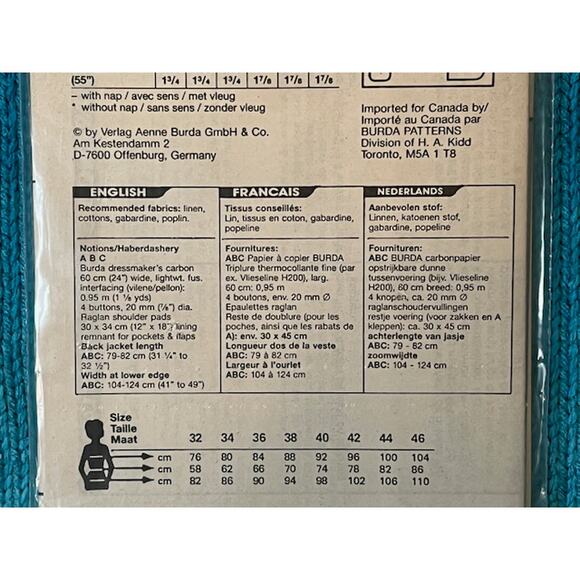 (55") 1³/₄ 1³/₄ 1³/₄ 1⁷/₈ 1⁷/₈ 1⁷/₈
– with nap / avec sens / met vleug
* without nap / sans sens / zonder vleug
© by Verlag Aenne Burda GmbH & Co.
Am Kestendamm 2
D-7600 Offenburg, Germany
Imported for Canada by/
Importé au Canada par
BURDA PATTERNS
Division of H. A. Kidd
Toronto, M5A 1 T8
ENGLISH
Recommended fabrics: linen,
cottons, gabardine, poplin.
Notions/Haberdashery
A B C
Burda dressmaker's carbon
60 cm (24") wide, lightwt. fus.
interfacing (vilene/pellon):
0,95 m (1 ⅛ yds)
4 buttons, 20 mm (⅞") dia.
Raglan shoulder pads
30 x 34 cm (12" x 18") lining
remnant for pockets & flaps
Back jacket length
ABC: 79-82 cm (31 ¼" to
32 ½")
Width at lower edge
ABC: 104-124 cm (41" to 49")
FRANCAIS
Tissus conseillés:
Lin, tissus en coton, gabardine,
popeline
Fournitures:
ABC Papier à copier BURDA
Triplure thermocollante fine (par
ex. Vlieseline H200), larg.
60 cm: 0,95 m
4 boutons, env. 20 mm Ø
Epaulettes raglan
Reste de doublure (pour les
poches, ainsi que les rabats de
A): env. 30 x 45 cm
Longueur dos de la veste
ABC: 79 à 82 cm
Largeur à l'ourlet
ABC: 104 à 124 cm
NEDERLANDS
Aanbevolen stof:
Linnen, katoenen stof,
gabardine, popeline
Fournituren:
ABC BURDA carbonpapier
opstrijkbare dunne
tussenvoering (bijv. Vlieseline
H200), 60 cm breed: 0,95 m
4 knopen, ca. 20 mm Ø
raglanschoudervullingen
restje voering (voor zakken en A
kleppen): ca. 30 x 45 cm
achterlengte van jasje
ABC: 79 - 82 cm
zoomwijdte
ABC: 104 - 124 cm
Size
Taille
Maat 32 34 36 38 40 42 44 46
cm 76 80 84 88 92 96 100 104
cm 58 62 66 70 74 78 82 86
cm 82 86 90 94 98 102 106 110